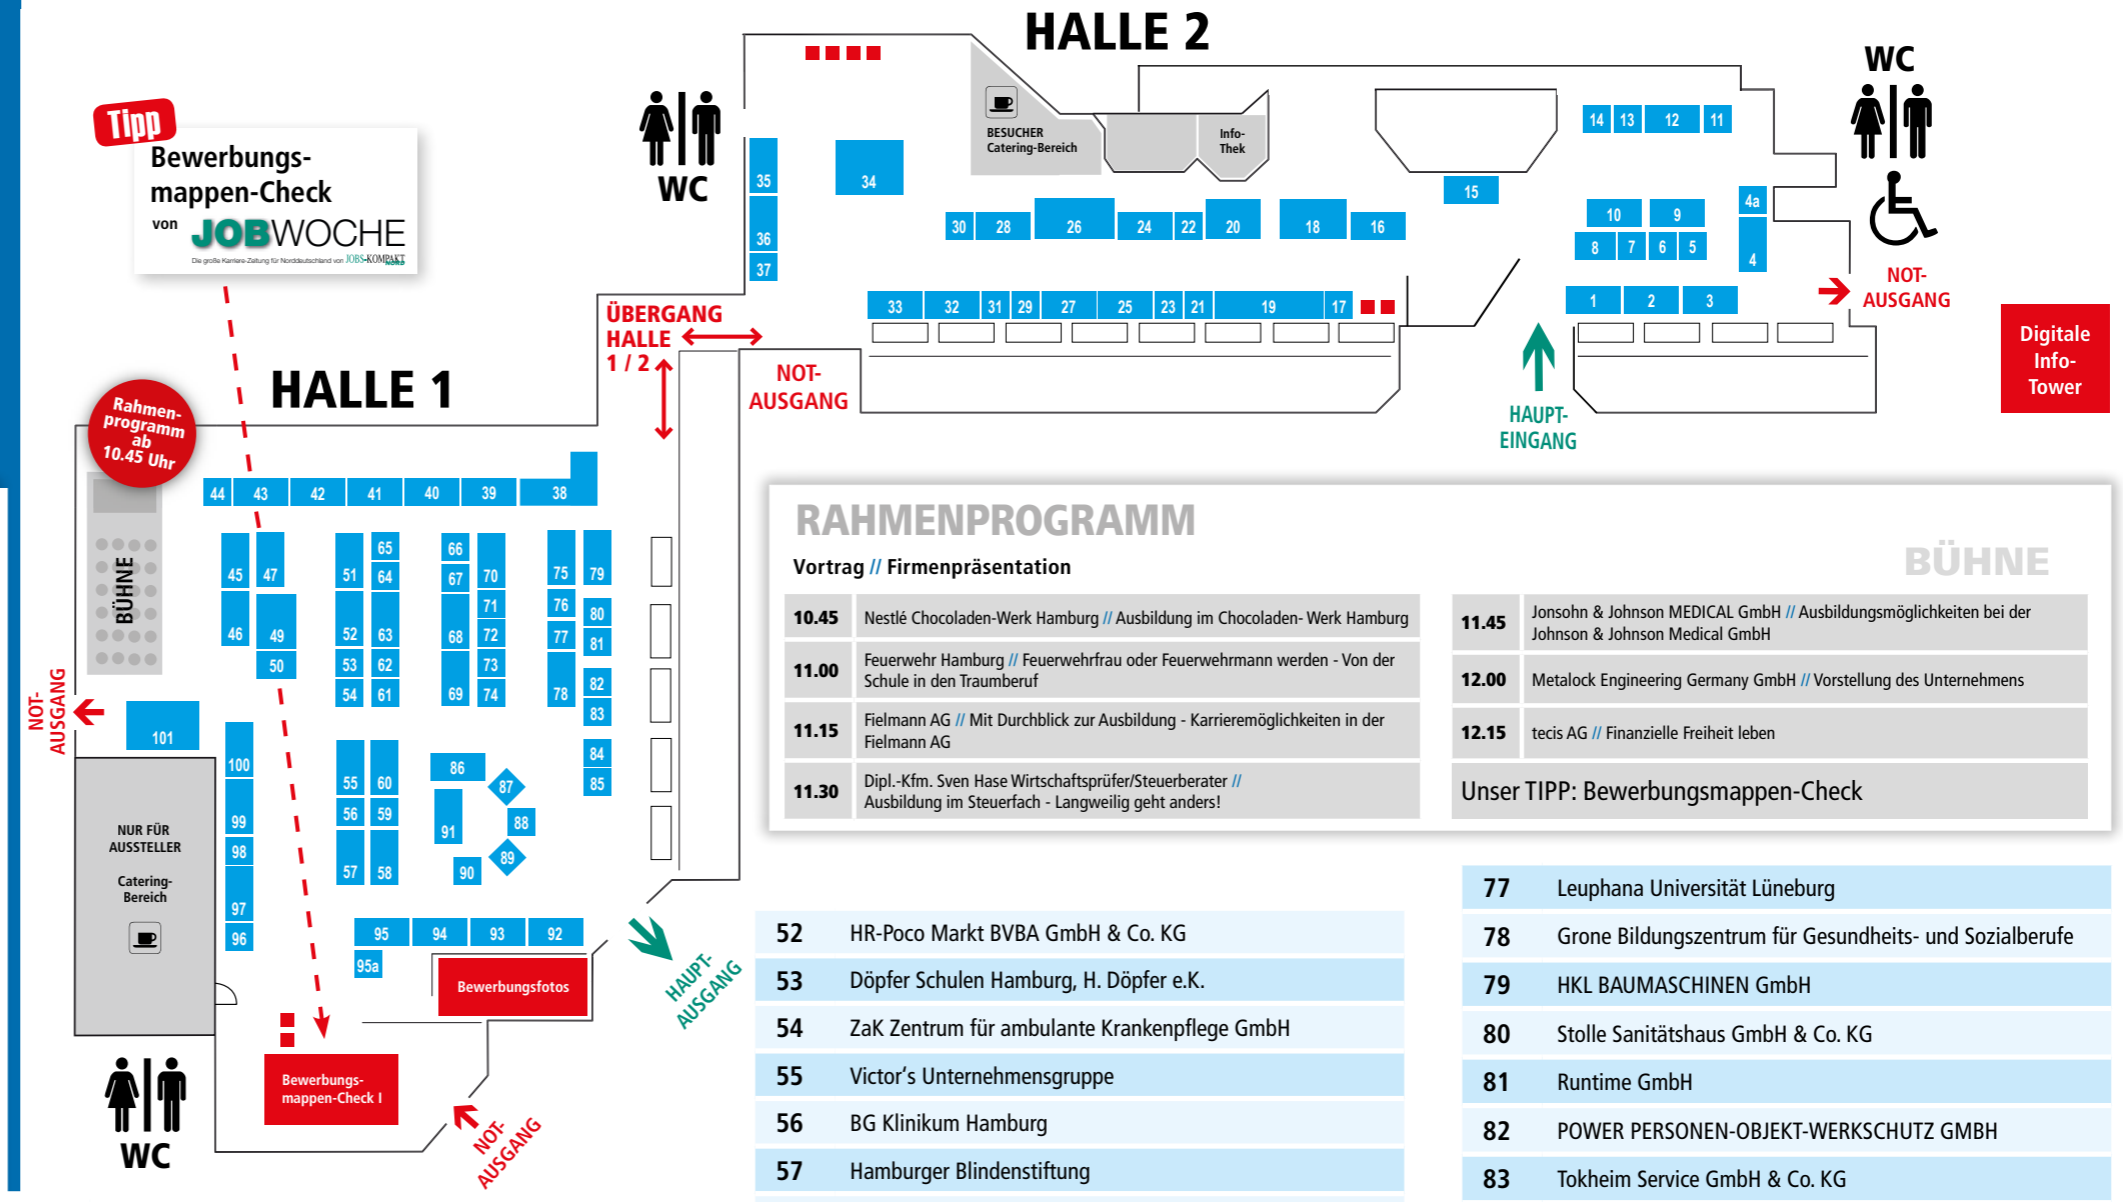 HALLE 2
WC
Tipp
Bewerbungs-
mappen-Check
von JOBWOCHE
Die große Karriere-Zeitung für Norddeutschland von JOBS-KOMPAKT NORD
WC
BESUCHER
Catering-Bereich
Info-
Thek
14 13 12 11
35
34
15
4a
10 9
30 28 26 24 22 20 18 16
36
8 7 6 5
4
37
NOT-
AUSGANG
33 32 31 29 27 25 23 21 19 17
1 2 3
ÜBERGANG
HALLE
1 / 2
NOT-
AUSGANG
HAUPT-
EINGANG
Digitale
Info-
Tower
HALLE 1
Rahmen-
programm
ab
10.45 Uhr
44 43 42 41 40 39 38
BÜHNE
65 66
45 47 51 64 67 70 75 79
71 76 80
46 49 52 63 68 72 77 81
50 53 62 73
54 61 69 74 78 82
83
NOT-
AUSGANG
101
100 55 60 86 87 84
85
99 56 59 91 88
98 57 58 90 89
97
96
NUR FÜR
AUSSTELLER
Catering-
Bereich
95 94 93 92
95a
Bewerbungsfotos
HAUPT-
AUSGANG
Bewerbungs-
mappen-Check I
WC
NOT-
AUSGANG
RAHMENPROGRAMM
BÜHNE
Vortrag // Firmenpräsentation
10.45 Nestlé Chocoladen-Werk Hamburg // Ausbildung im Chocoladen- Werk Hamburg
11.00 Feuerwehr Hamburg // Feuerwehrfrau oder Feuerwehrmann werden - Von der
Schule in den Traumberuf
11.15 Fielmann AG // Mit Durchblick zur Ausbildung - Karrieremöglichkeiten in der
Fielmann AG
11.30 Dipl.-Kfm. Sven Hase Wirtschaftsprüfer/Steuerberater //
Ausbildung im Steuerfach - Langweilig geht anders!
11.45 Jonsohn & Johnson MEDICAL GmbH // Ausbildungsmöglichkeiten bei der
Johnson & Johnson Medical GmbH
12.00 Metalock Engineering Germany GmbH // Vorstellung des Unternehmens
12.15 tecis AG // Finanzielle Freiheit leben
Unser TIPP: Bewerbungsmappen-Check
52 HR-Poco Markt BVBA GmbH & Co. KG
53 Döpfer Schulen Hamburg, H. Döpfer e.K.
54 ZaK Zentrum für ambulante Krankenpflege GmbH
55 Victor's Unternehmensgruppe
56 BG Klinikum Hamburg
57 Hamburger Blindenstiftung
77 Leuphana Universität Lüneburg
78 Grone Bildungszentrum für Gesundheits- und Sozialberufe
79 HKL BAUMASCHINEN GmbH
80 Stolle Sanitätshaus GmbH & Co. KG
81 Runtime GmbH
82 POWER PERSONEN-OBJEKT-WERKSCHUTZ GMBH
83 Tokheim Service GmbH & Co. KG